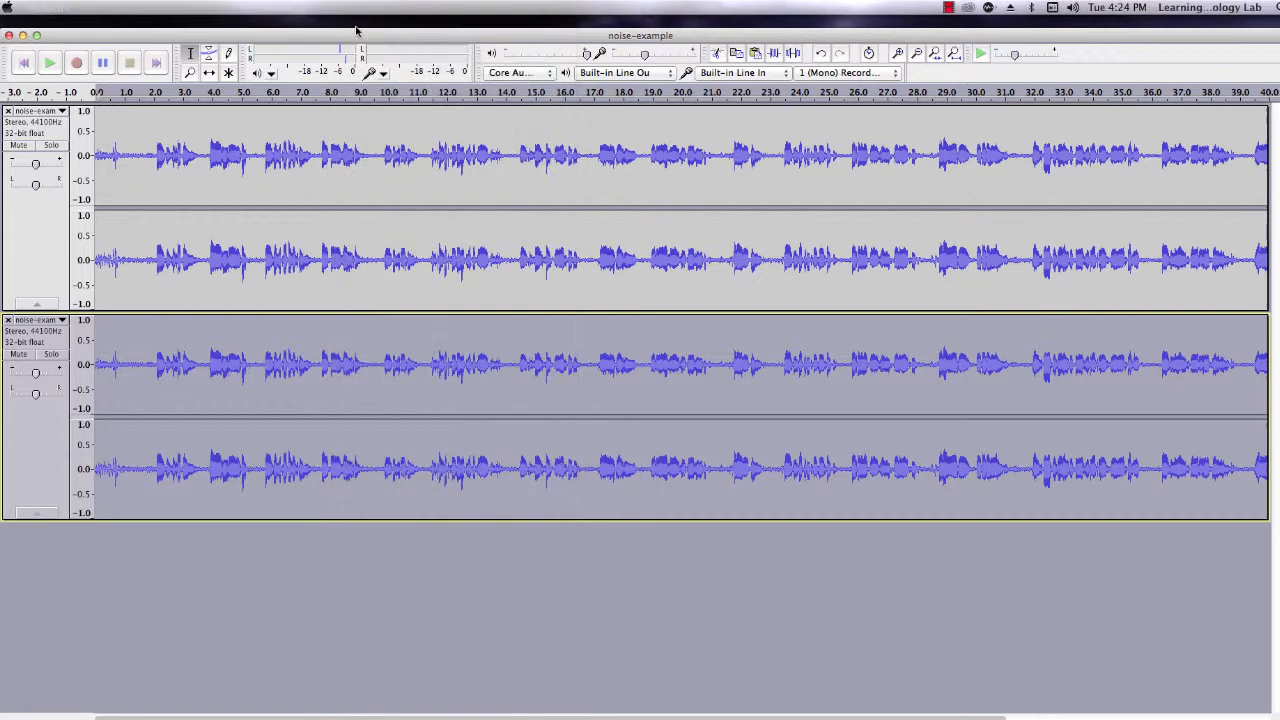 Tue 4:24 PM Learning...ology Lab
noise-example
L
R
-18 -12 -6 0
L
R
-18 -12 -6 0
Core Au...
Built-in Line Ou
Built-in Line In
1 (Mono) Record...
-3.0 -2.0 -1.0 0 1.0 2.0 3.0 4.0 5.0 6.0 7.0 8.0 9.0 10.0 11.0 12.0 13.0 14.0 15.0 16.0 17.0 18.0 19.0 20.0 21.0 22.0 23.0 24.0 25.0 26.0 27.0 28.0 29.0 30.0 31.0 32.0 33.0 34.0 35.0 36.0 37.0 38.0 39.0 40.0
noise-exam
Stereo, 44100Hz
32-bit float
Mute Solo
- +
L R
1.0
0.5
0.0
-0.5
-1.0
1.0
0.5
0.0
-0.5
-1.0
noise-exam
Stereo, 44100Hz
32-bit float
Mute Solo
- +
L R
1.0
0.5
0.0
-0.5
-1.0
1.0
0.5
0.0
-0.5
-1.0